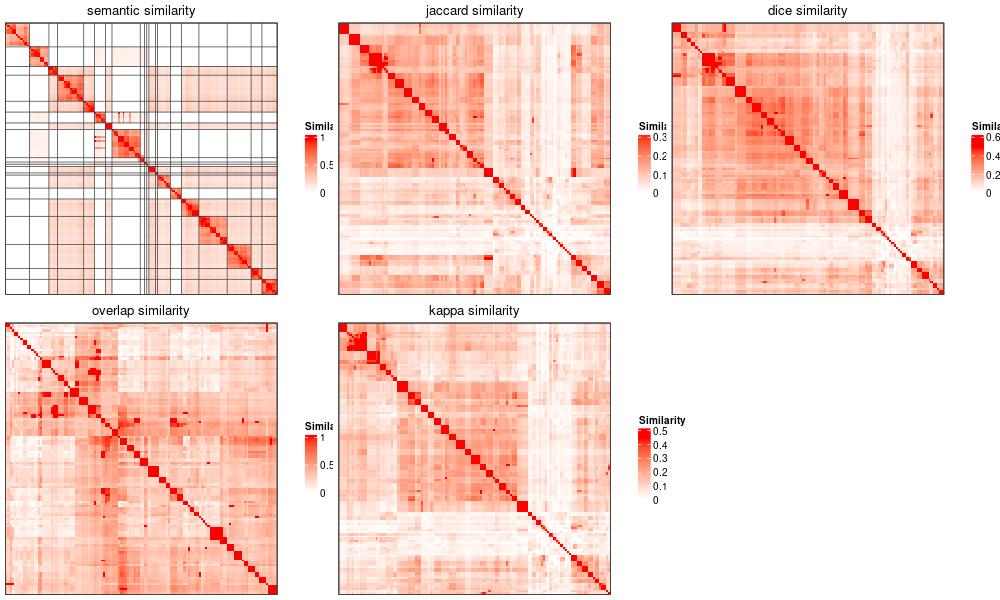 semantic similarity
jaccard similarity
dice similarity
Simila
1
0.5
0
Simila
0.3
0.2
0.1
0
Simila
0.6
0.4
0.2
0
overlap similarity
kappa similarity
Simila
1
0.5
0
Similarity
0.5
0.4
0.3
0.2
0.1
0